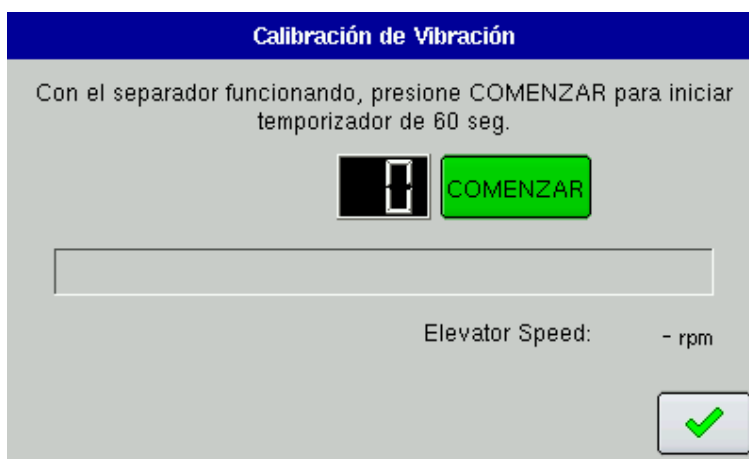 Calibración de Vibración
Con el separador funcionando, presione COMENZAR para iniciar
temporizador de 60 seg.
0 COMENZAR
Elevator Speed: - rpm